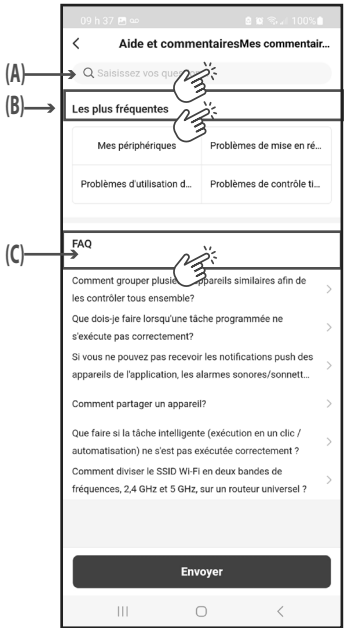 09 h 37
100%
Aide et commentairesMes commentair...
(A)
Saisissez vos ques
(B)
Les plus fréquentes
Mes périphériques
Problèmes de mise en ré...
Problèmes d'utilisation d...
Problèmes de contrôle ti...
(C)
FAQ
Comment grouper plusie ppareils similaires afin de
les contrôler tous ensemble?
Que dois-je faire lorsqu'une tâche programmée ne
s'exécute pas correctement?
Si vous ne pouvez pas recevoir les notifications push des
appareils de l'application, les alarmes sonores/sonnett...
Comment partager un appareil?
Que faire si la tâche intelligente (exécution en un clic /
automatisation) ne s'est pas exécutée correctement ?
Comment diviser le SSID Wi-Fi en deux bandes de
fréquences, 2,4 GHz et 5 GHz, sur un routeur universel ?
Envoyer